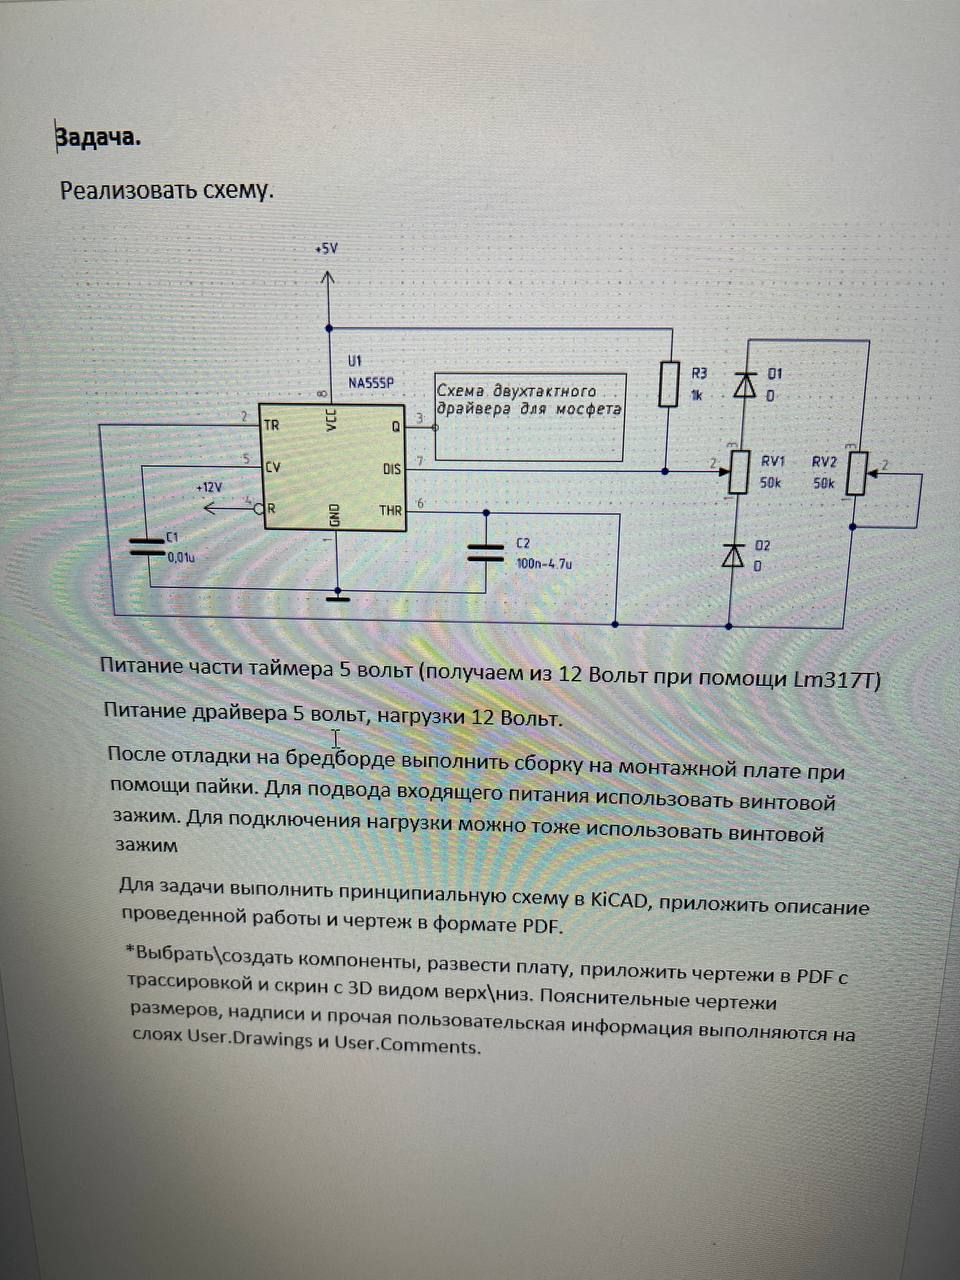 Задача.
Реализовать схему.
+5V
U1
NA555P
8
VCC
2
TR
5
CV
+12V
4
R
GND
1
Q
3
DIS
7
THR
6
Схема двухтактного
драйвера для мосфета
R3
1k
D1
D
3
2
RV1
50k
1
RV2
50k
3
2
1
D2
D
C1
0,01u
C2
100n-4.7u
Питание части таймера 5 вольт (получаем из 12 Вольт при помощи Lm317T)
Питание драйвера 5 вольт, нагрузки 12 Вольт.
После отладки на бредборде выполнить сборку на монтажной плате при
помощи пайки. Для подвода входящего питания использовать винтовой
зажим. Для подключения нагрузки можно тоже использовать винтовой
зажим
Для задачи выполнить принципиальную схему в KiCAD, приложить описание
проведенной работы и чертеж в формате PDF.
*Выбрать\создать компоненты, развести плату, приложить чертежи в PDF с
трассировкой и скрин с 3D видом верх\низ. Пояснительные чертежи
размеров, надписи и прочая пользовательская информация выполняются на
слоях User.Drawings и User.Comments.